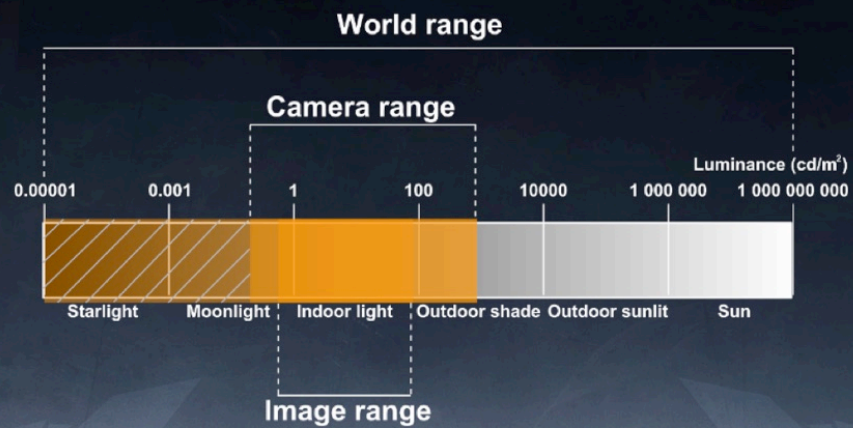 World range
Camera range
Luminance (cd/m²)
0.00001 0.001 1 100 10000 1 000 000 1 000 000 000
Starlight Moonlight Indoor light Outdoor shade Outdoor sunlit Sun
Image range